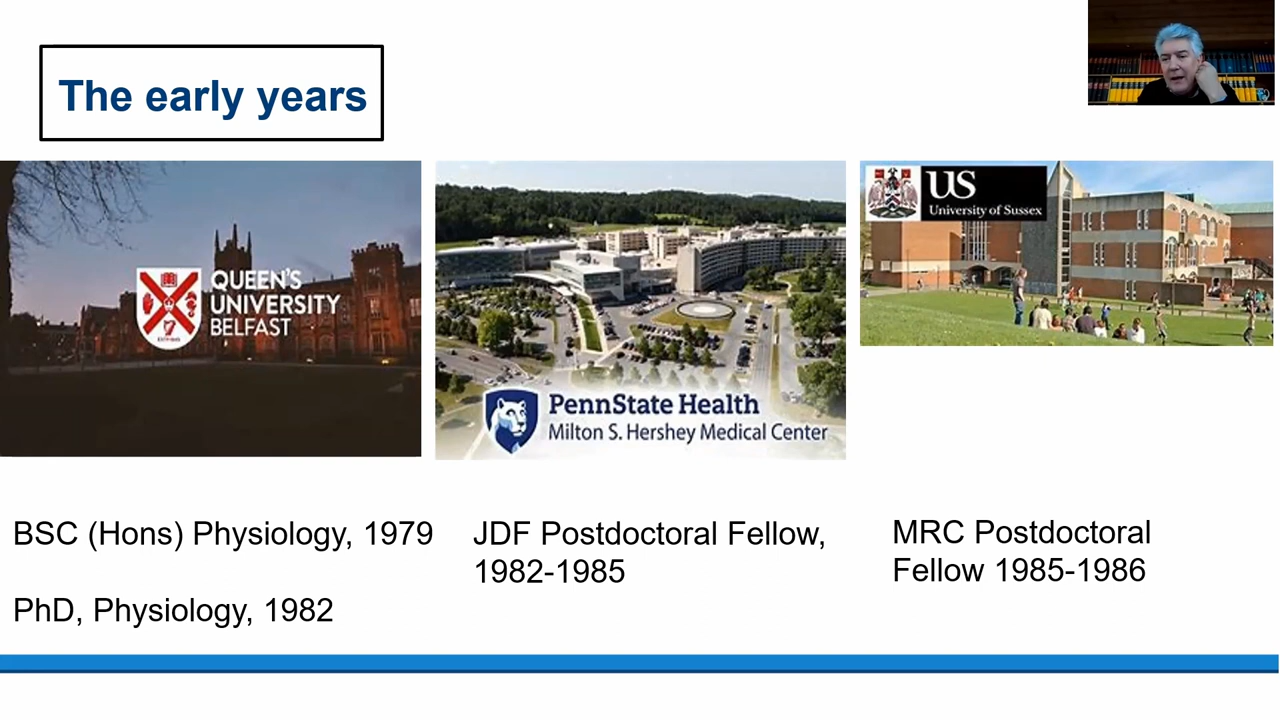 The early years
QUEEN'S
UNIVERSITY
BELFAST
PennState Health
Milton S. Hershey Medical Center
US
University of Sussex
BSC (Hons) Physiology, 1979
PhD, Physiology, 1982
JDF Postdoctoral Fellow,
1982-1985
MRC Postdoctoral
Fellow 1985-1986